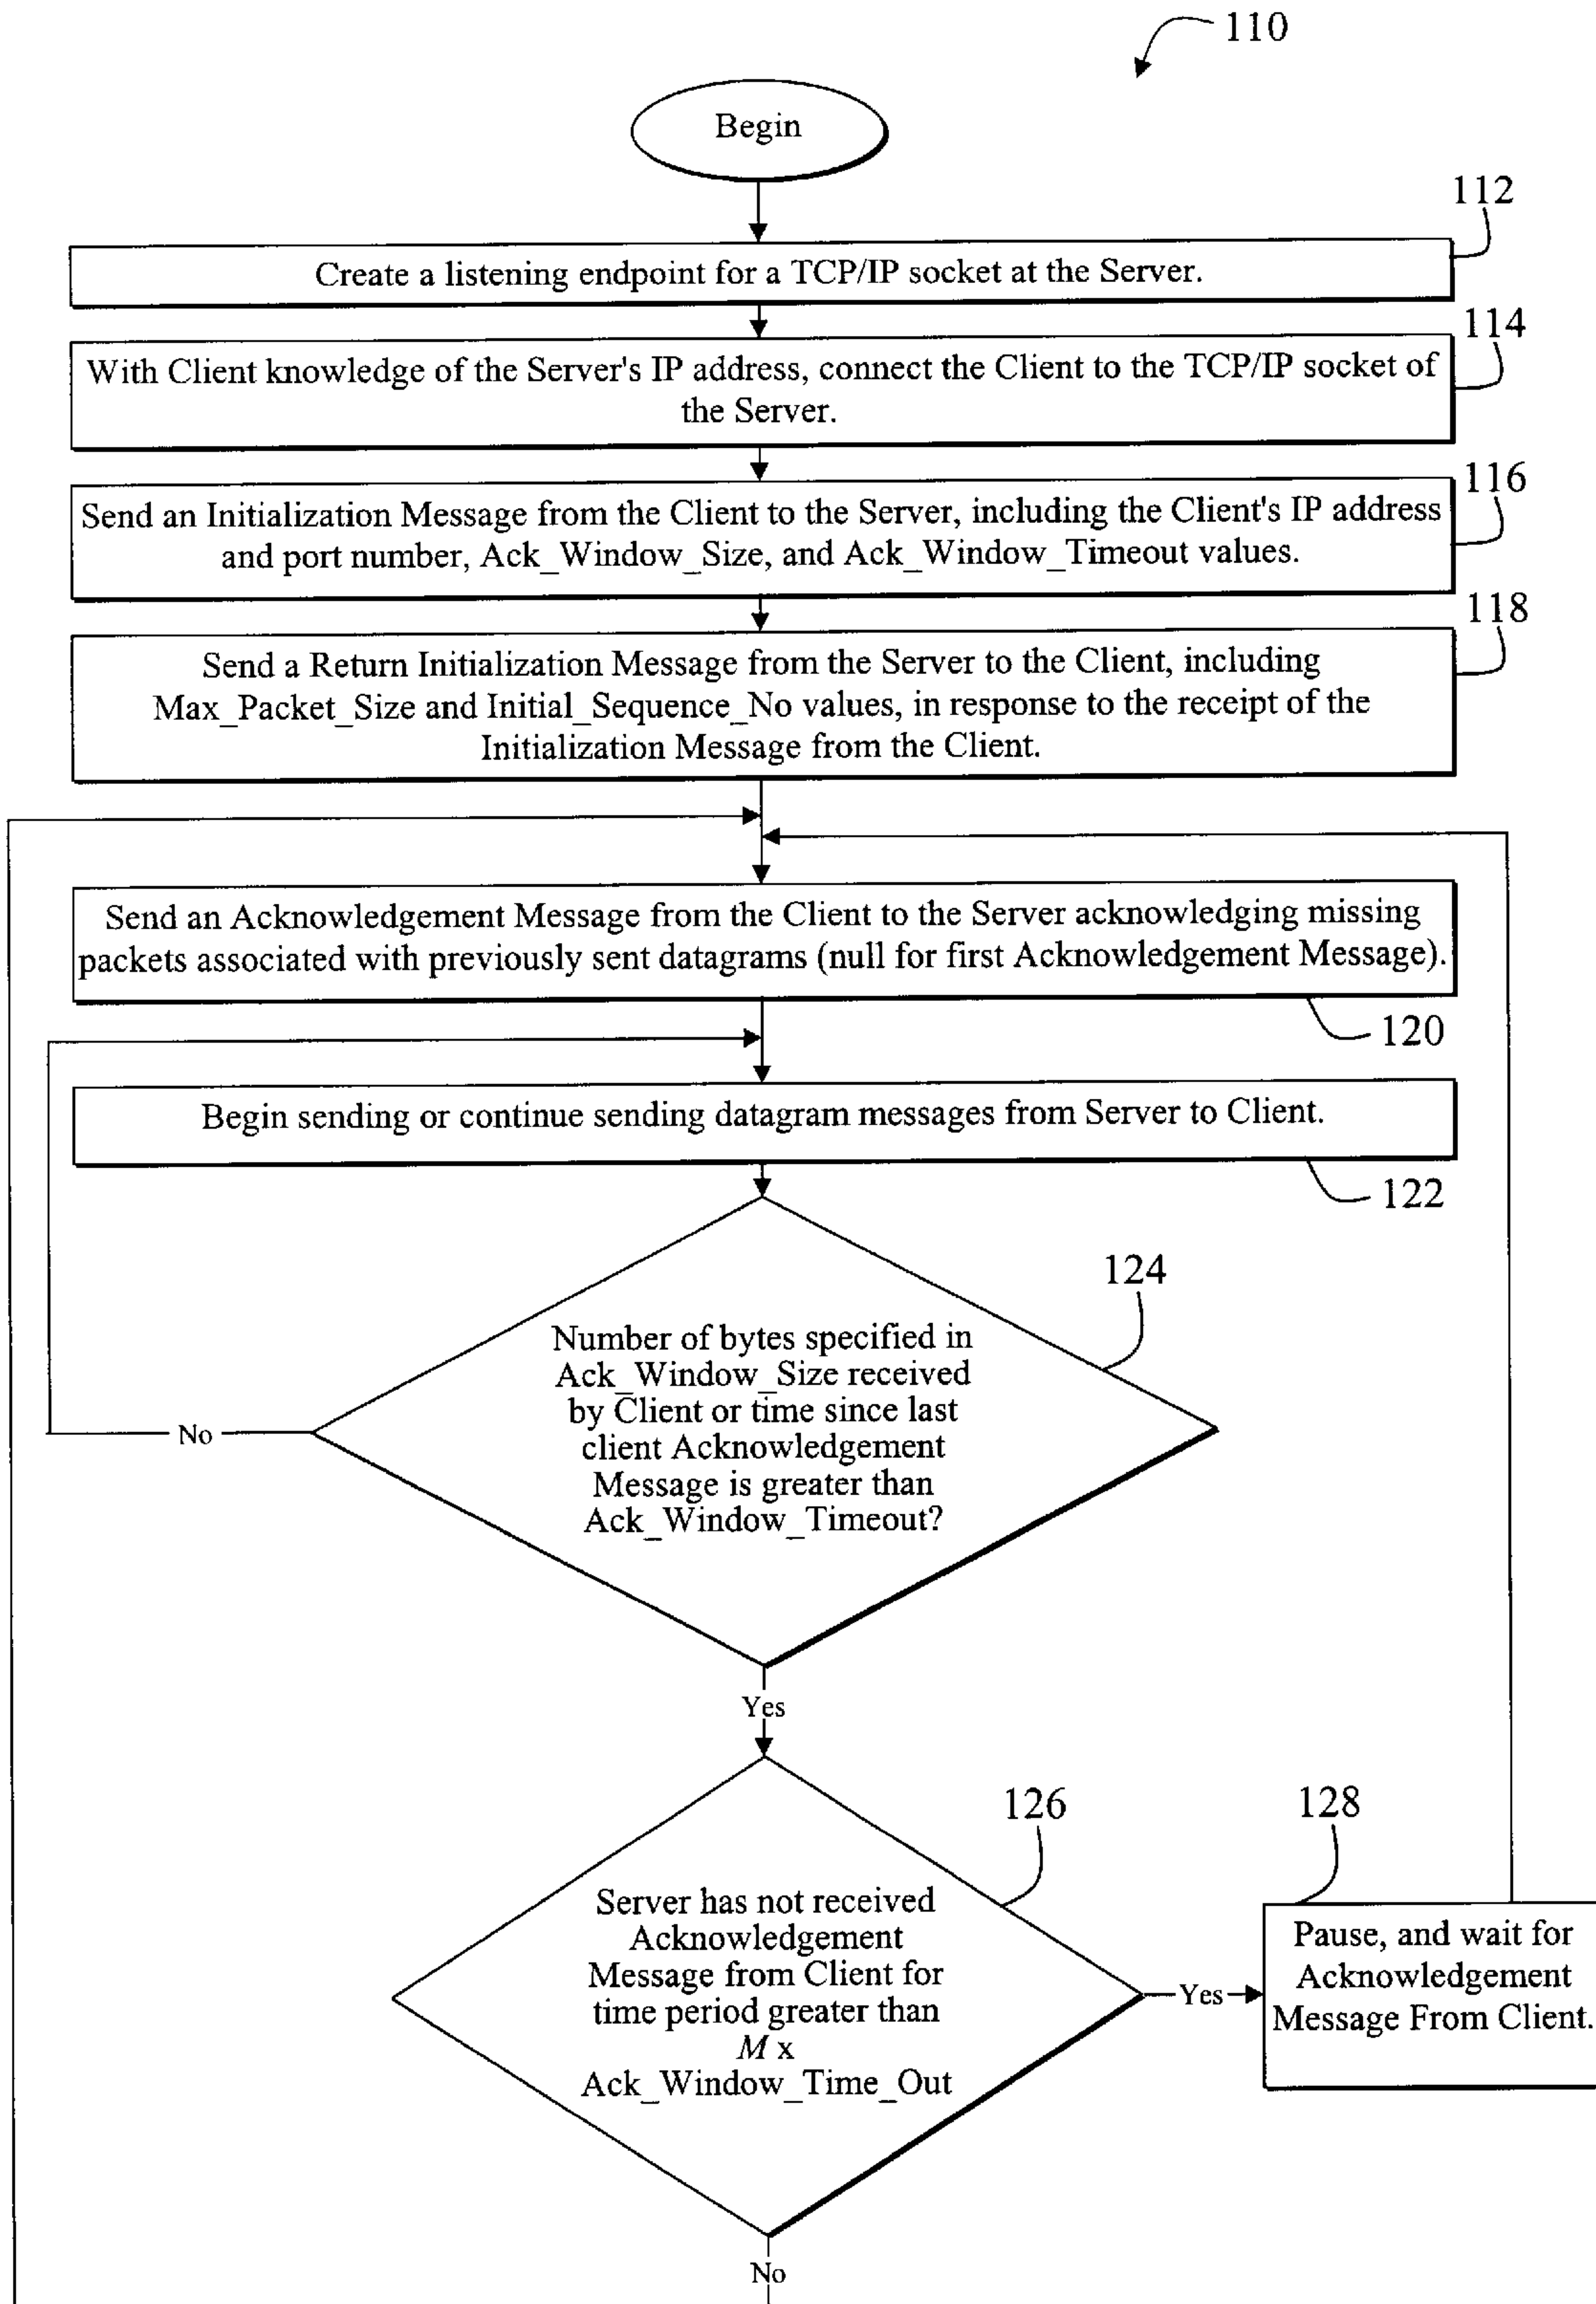 110
Begin
112
Create a listening endpoint for a TCP/IP socket at the Server.
114
With Client knowledge of the Server's IP address, connect the Client to the TCP/IP socket of
the Server.
116
Send an Initialization Message from the Client to the Server, including the Client's IP address
and port number, Ack_Window_Size, and Ack_Window_Timeout values.
118
Send a Return Initialization Message from the Server to the Client, including
Max_Packet_Size and Initial_Sequence_No values, in response to the receipt of the
Initialization Message from the Client.
Send an Acknowledgement Message from the Client to the Server acknowledging missing
packets associated with previously sent datagrams (null for first Acknowledgement Message).
120
Begin sending or continue sending datagram messages from Server to Client.
122
124
Number of bytes specified in
Ack_Window_Size received
by Client or time since last
client Acknowledgement
Message is greater than
Ack_Window_Timeout?
No
Yes
126
Server has not received
Acknowledgement
Message from Client for
time period greater than
M x
Ack_Window_Time_Out
Yes
128
Pause, and wait for
Acknowledgement
Message From Client.
No